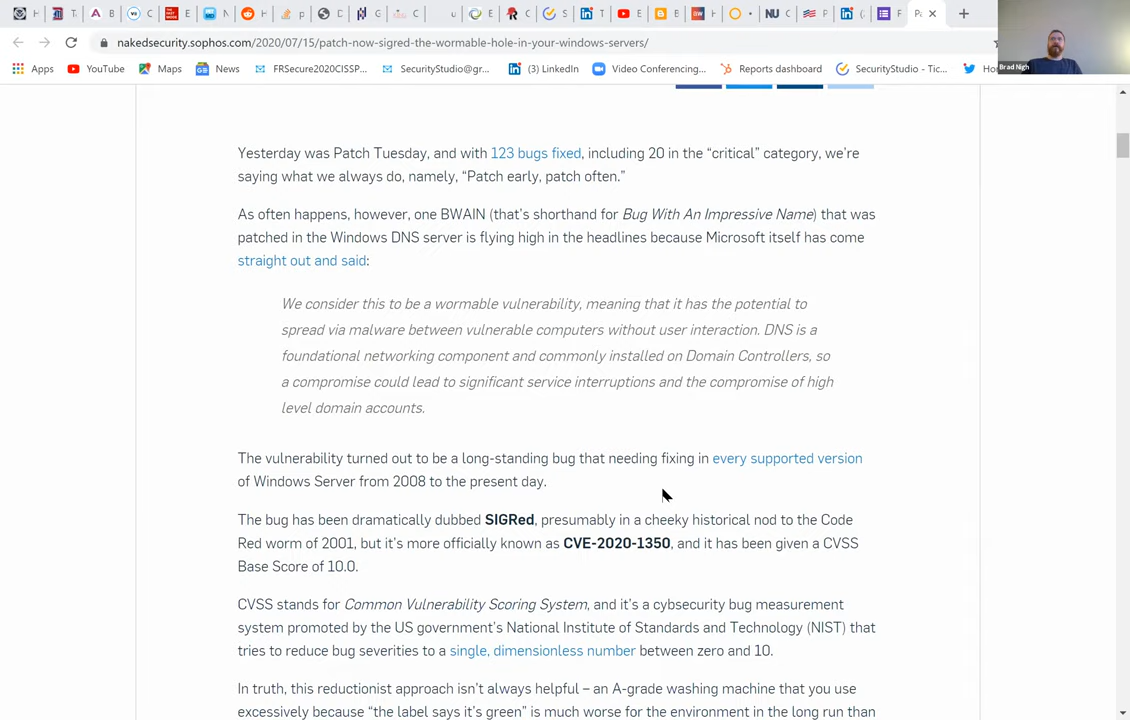 H
T
A B
C
E
N
H
p
D
G
C
u
E
C
S
T
E
B
H
NU C
P
(
F
P
nakedsecurity.sophos.com/2020/07/15/patch-now-sigred-the-wormable-hole-in-your-windows-servers/
Apps YouTube Maps News FRSecure2020CISSP... SecurityStudio@gr... (3) LinkedIn Video Conferencing... Reports dashboard SecurityStudio - Tic...
Brad Nigh
Yesterday was Patch Tuesday, and with 123 bugs fixed, including 20 in the “critical” category, we’re
saying what we always do, namely, “Patch early, patch often.”
As often happens, however, one BWAIN (that’s shorthand for Bug With An Impressive Name) that was
patched in the Windows DNS server is flying high in the headlines because Microsoft itself has come
straight out and said:
We consider this to be a wormable vulnerability, meaning that it has the potential to
spread via malware between vulnerable computers without user interaction. DNS is a
foundational networking component and commonly installed on Domain Controllers, so
a compromise could lead to significant service interruptions and the compromise of high
level domain accounts.
The vulnerability turned out to be a long-standing bug that needing fixing in every supported version
of Windows Server from 2008 to the present day.
The bug has been dramatically dubbed SIGRed, presumably in a cheeky historical nod to the Code
Red worm of 2001, but it’s more officially known as CVE-2020-1350, and it has been given a CVSS
Base Score of 10.0.
CVSS stands for Common Vulnerability Scoring System, and it’s a cybsecurity bug measurement
system promoted by the US government’s National Institute of Standards and Technology (NIST) that
tries to reduce bug severities to a single, dimensionless number between zero and 10.
In truth, this reductionist approach isn’t always helpful – an A-grade washing machine that you use
excessively because “the label says it’s green” is much worse for the environment in the long run than